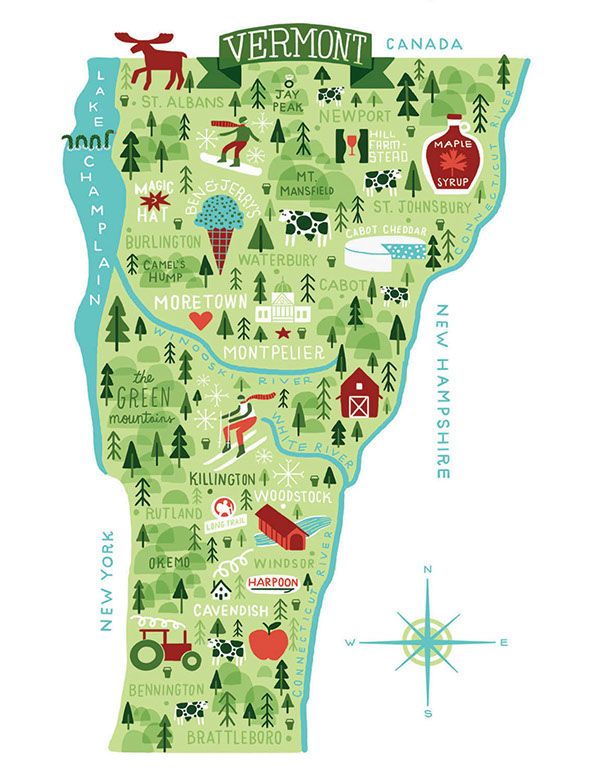 VERMONT
CANADA
LAKE CHAMPLAIN
ST. ALBANS
JAY
PEAK
NEWPORT
HILL
FARM-
STEAD
MAPLE
SYRUP
CONNECTICUT RIVER
MAGIC
HAT
BEN & JERRY'S
MT.
MANSFIELD
ST. JOHNSBURY
BURLINGTON
CABOT CHEDDAR
WATERBURY
CAMEL'S
HUMP
CABOT
MORETOWN
MONTPELIER
WINOOSKI RIVER
NEW HAMPSHIRE
the
GREEN
mountains
WHITE RIVER
KILLINGTON
WOODSTOCK
RUTLAND
LONG TRAIL
NEW YORK
OKEMO
WINDSOR
HARPOON
CAVENDISH
CONNECTICUT RIVER
N
W
E
S
BENNINGTON
BRATTLEBORO